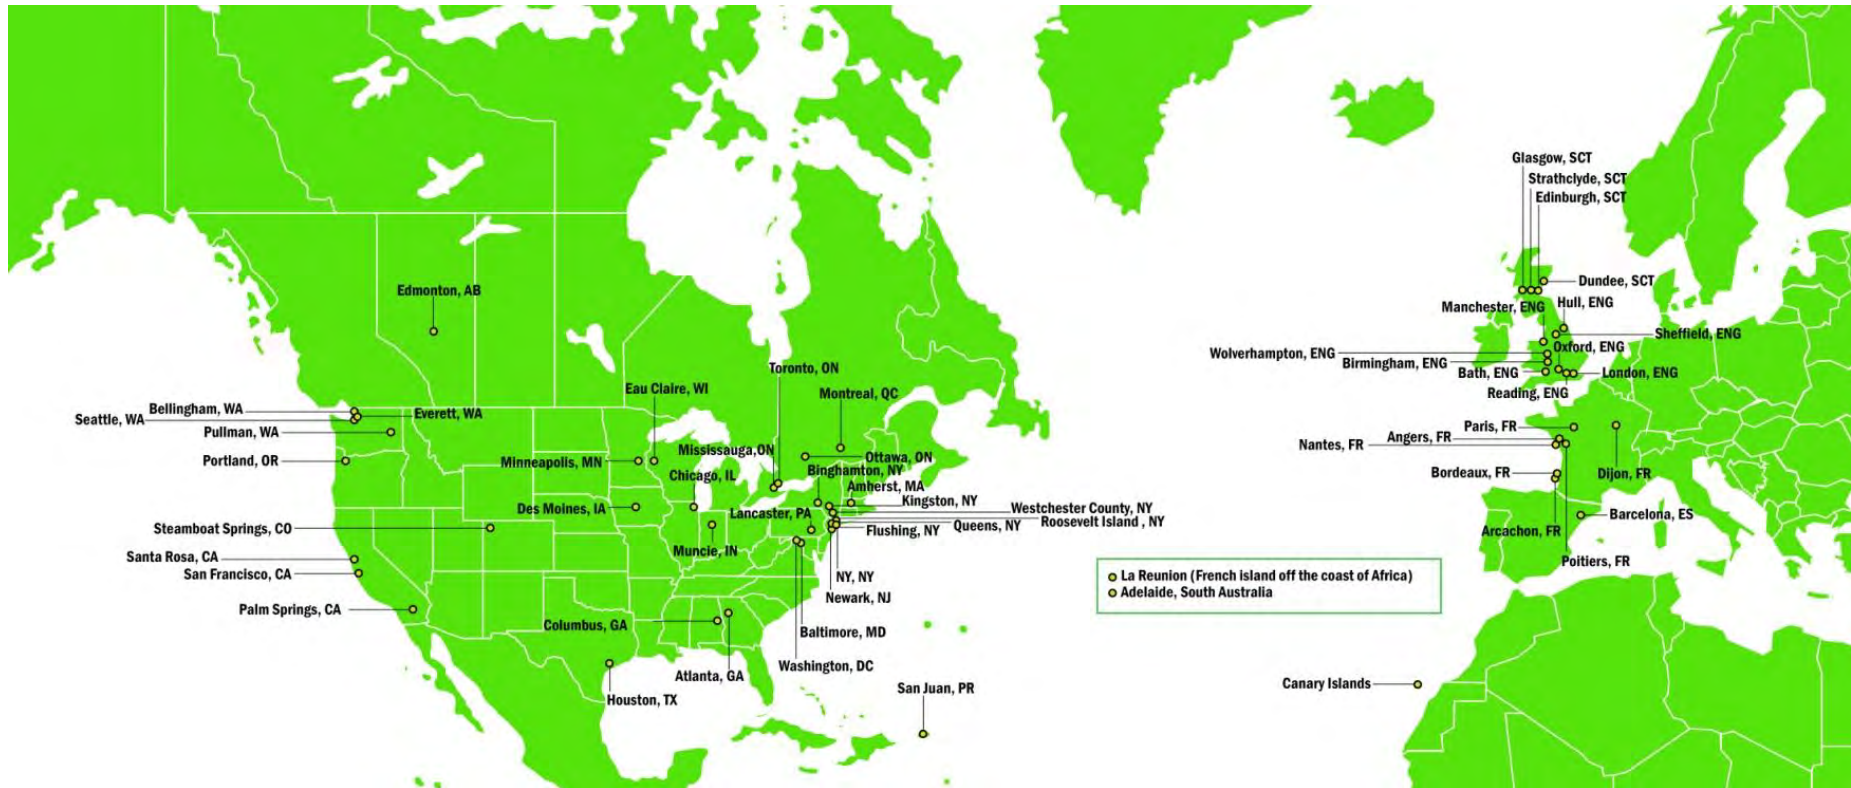 Glasgow, SCT
Strathclyde, SCT
Edinburgh, SCT
Dundee, SCT
Edmonton, AB
Manchester, ENG
Hull, ENG
Sheffield, ENG
Oxford, ENG
Wolverhampton, ENG
Birmingham, ENG
Bath, ENG
London, ENG
Reading, ENG
Toronto, ON
Eau Claire, WI
Montreal, QC
Bellingham, WA
Everett, WA
Seattle, WA
Pullman, WA
Paris, FR
Angers, FR
Nantes, FR
Mississauga,ON
Ottawa, ON
Portland, OR
Minneapolis, MN
Chicago, IL
Binghamton, NY
Bordeaux, FR
Dijon, FR
Amherst, MA
Kingston, NY
Des Moines, IA
Lancaster, PA
Westchester County, NY
Roosevelt Island , NY
Queens, NY
Flushing, NY
Barcelona, ES
Arcachon, FR
Steamboat Springs, CO
Muncie, IN
Poitiers, FR
Santa Rosa, CA
San Francisco, CA
NY, NY
Newark, NJ
La Reunion (French island off the coast of Africa)
Adelaide, South Australia
Palm Springs, CA
Columbus, GA
Baltimore, MD
Washington, DC
Atlanta, GA
Houston, TX
San Juan, PR
Canary Islands